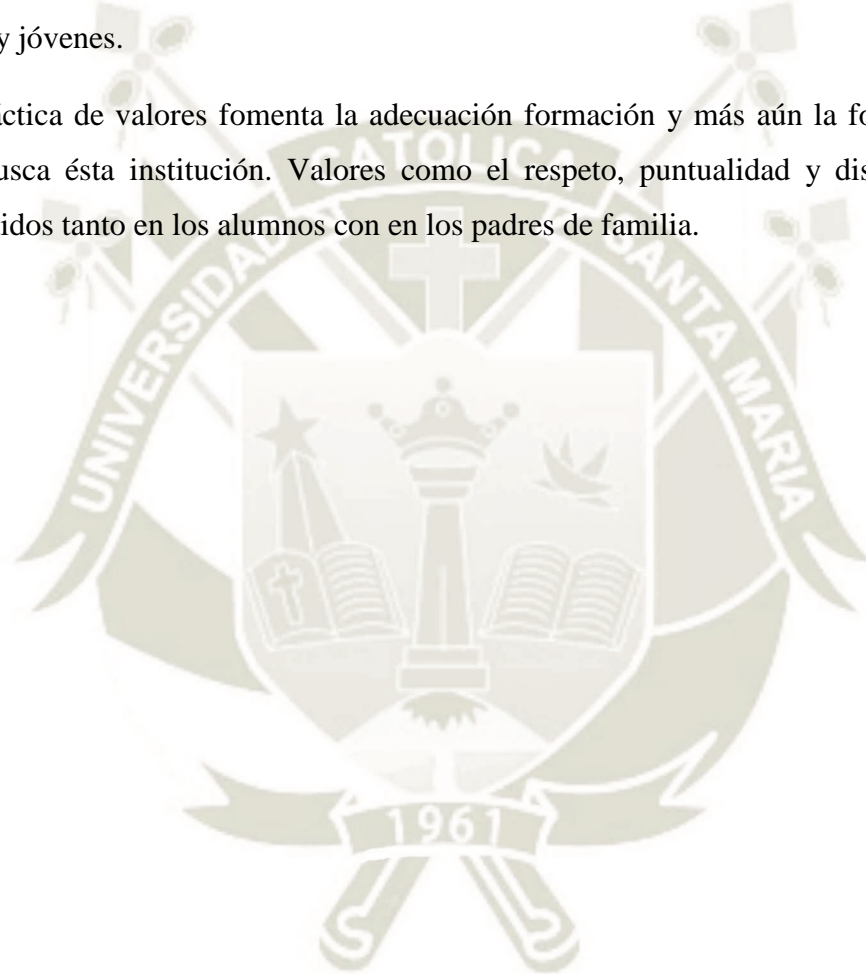 y jóvenes.
ctica de valores fomenta la adecuación formación y más aún la fo
usca ésta institución. Valores como el respeto, puntualidad y dis
idos tanto en los alumnos con en los padres de familia.
UNIVERSIDAD CATOLICA SANTA MARIA
1961